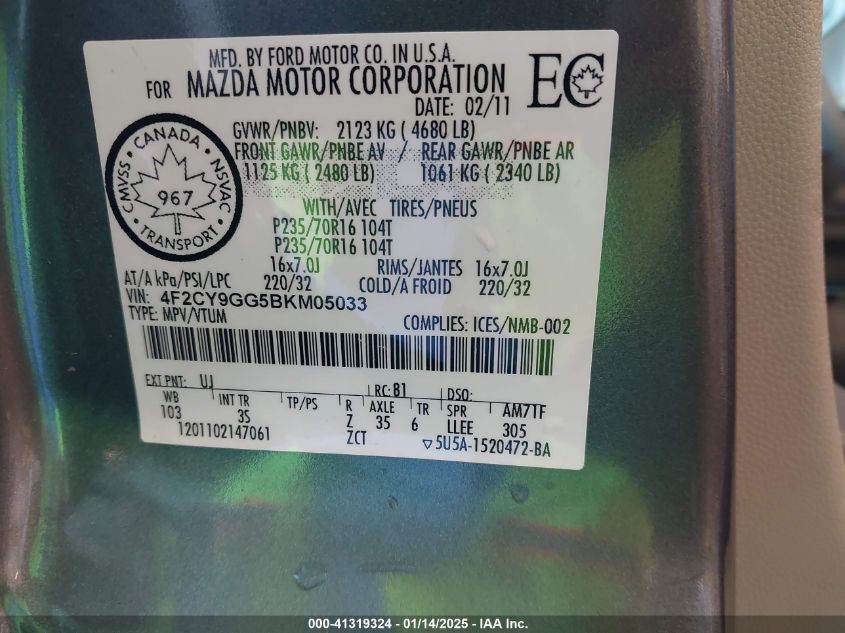 MFD. BY FORD MOTOR CO. IN U.S.A.
FOR MAZDA MOTOR CORPORATION
EC
DATE: 02/11
GVWR/PNBV: 2123 KG ( 4680 LB)
FRONT GAWR/PNBE AV / REAR GAWR/PNBE AR
1125 KG ( 2480 LB) 1061 KG ( 2340 LB)
CANADA
CMVSS NSVAC
967
TRANSPORT
WITH/AVEC TIRES/PNEUS
P235/70R16 104T
P235/70R16 104T
16x7.0J RIMS/JANTES 16x7.0J
AT/A kPa/PSI/LPC 220/32 COLD/A FROID 220/32
VIN: 4F2CY9GG5BKM05033
TYPE: MPV/VTUM COMPLIES: ICES/NMB-002
EXT PNT: UJ RC: 81 DSO:
WB INT TR TP/PS R AXLE TR SPR AM7TF
103 3S Z 35 6 LLEE 305
1201102147061 ZCT ▽5U5A-1520472-BA
000-41319324 - 01/14/2025 - IAA Inc.